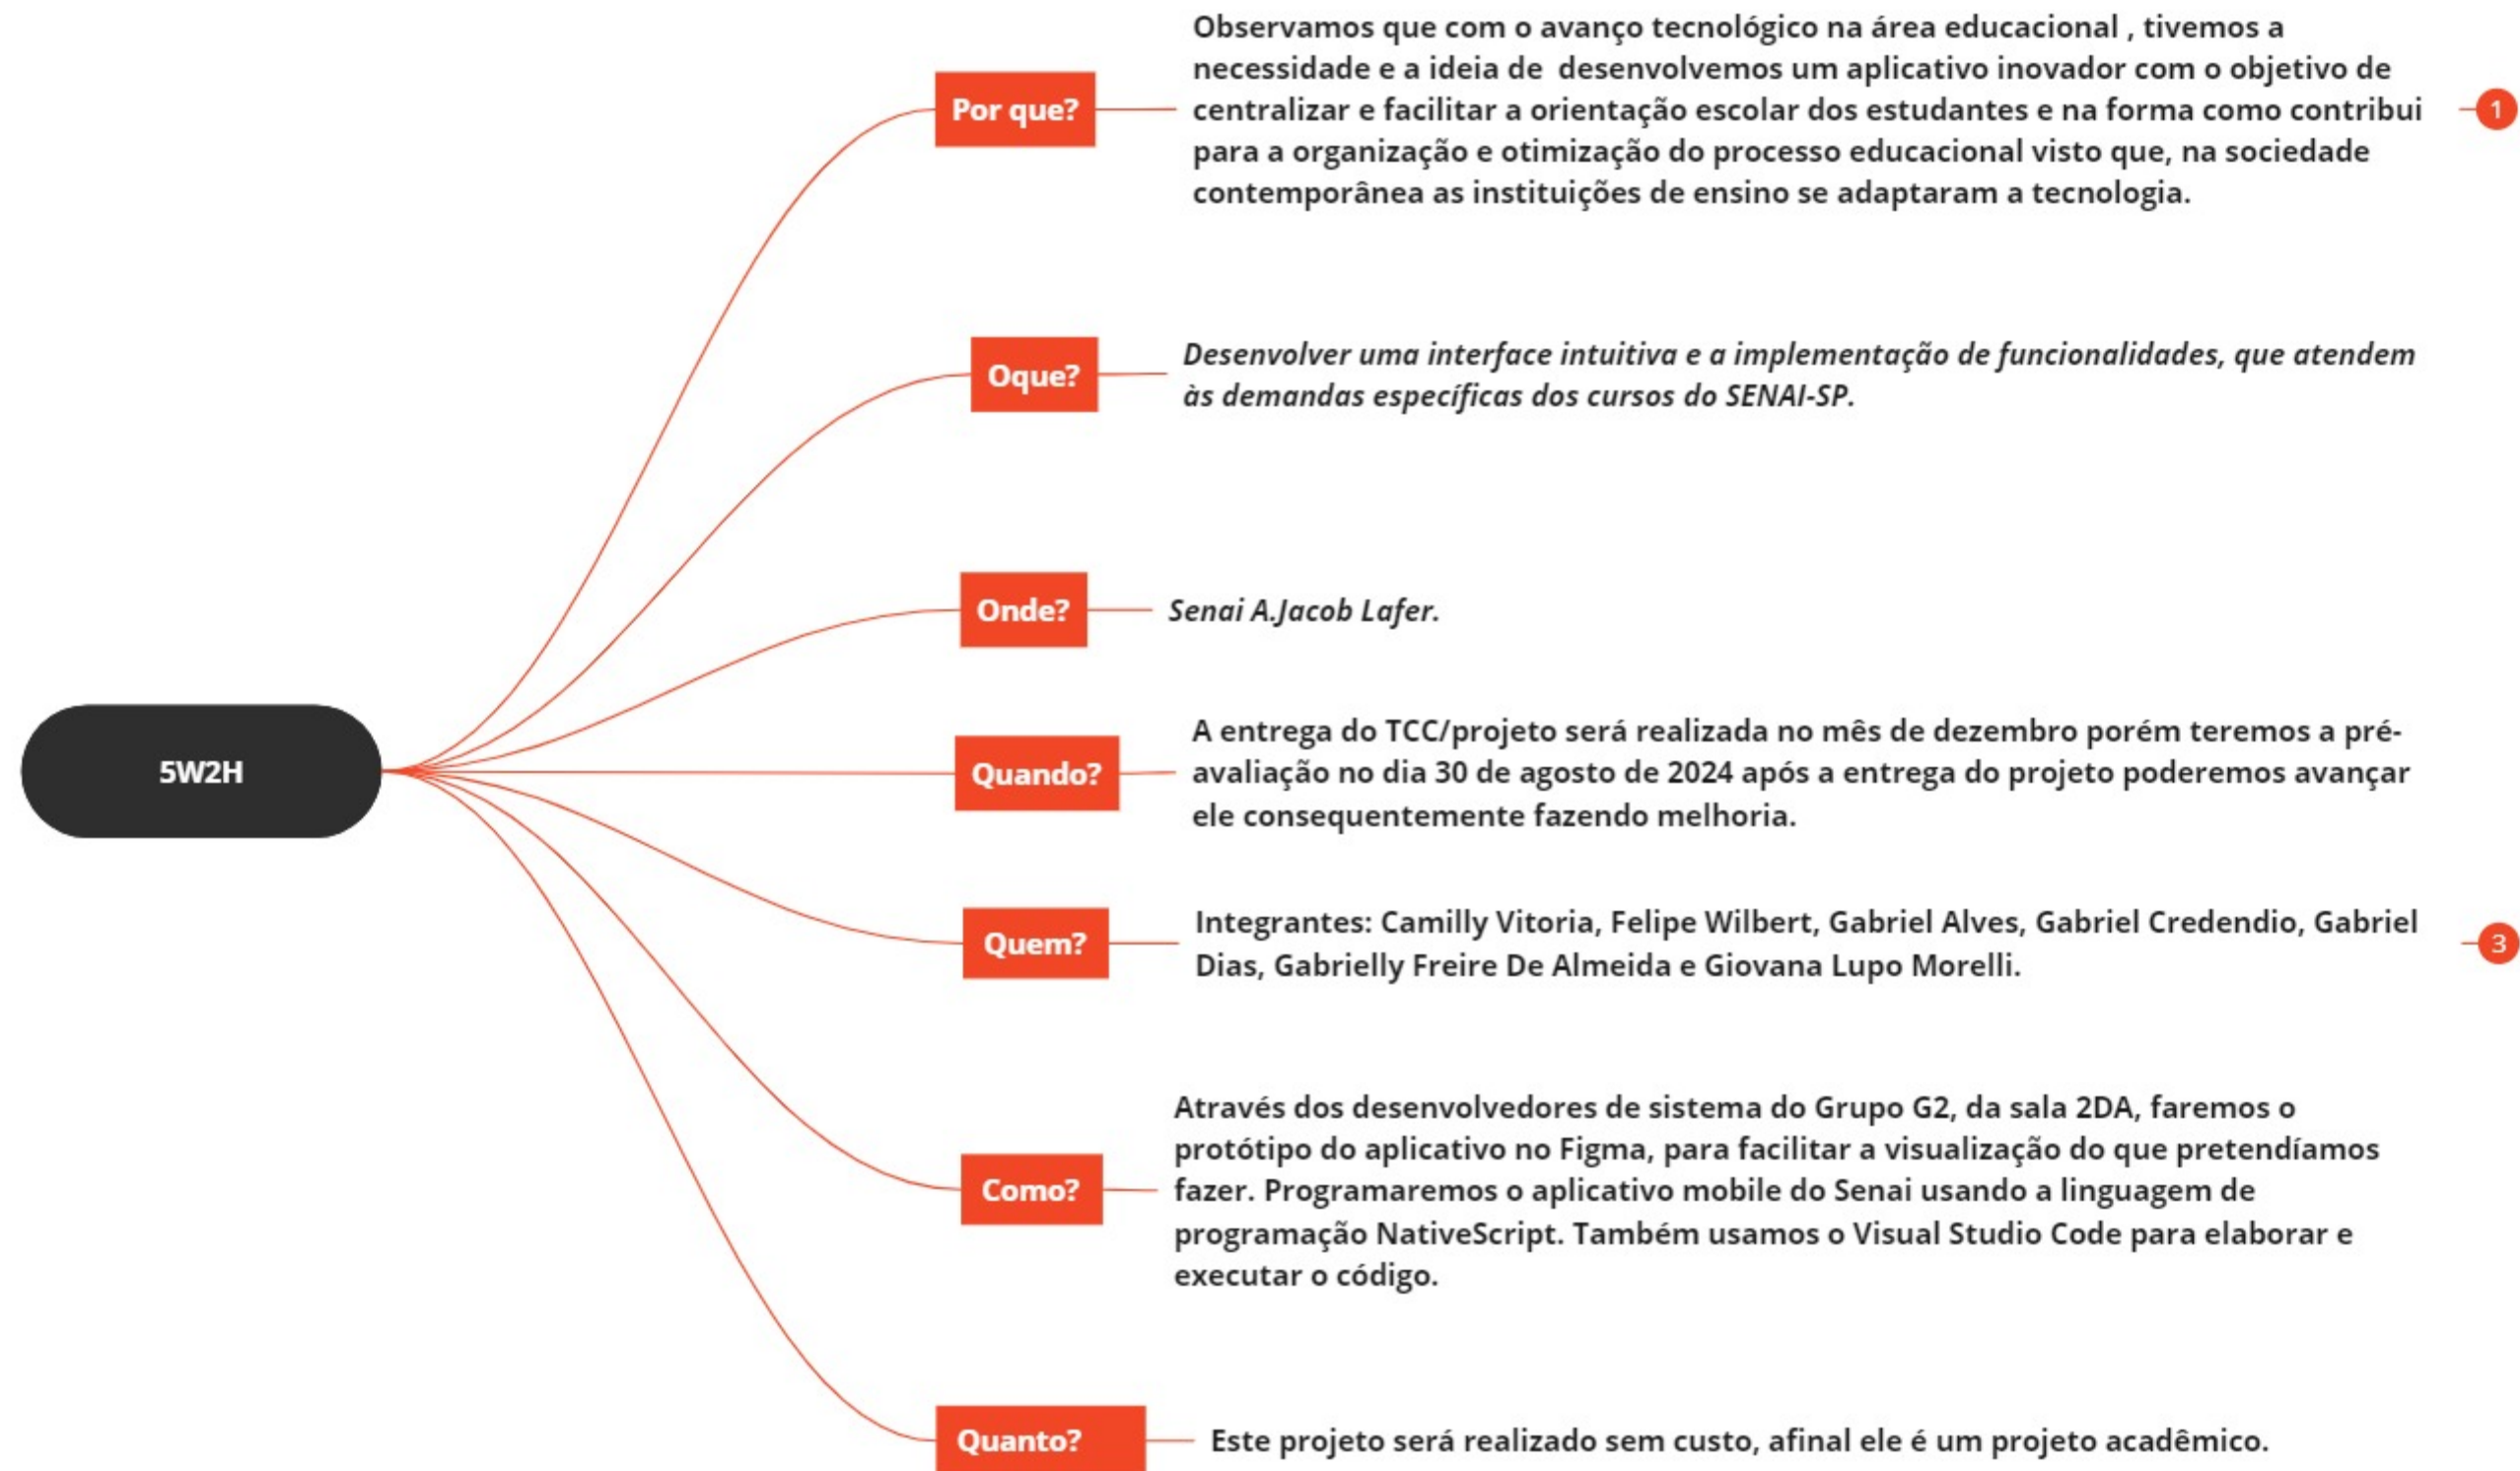 Observamos que com o avanço tecnológico na área educacional , tivemos a
necessidade e a ideia de  desenvolvemos um aplicativo inovador com o objetivo de
Por que?
centralizar e facilitar a orientação escolar dos estudantes e na forma como contribui
1
para a organização e otimização do processo educacional visto que, na sociedade
contemporânea as instituições de ensino se adaptaram a tecnologia.
Oque?
Desenvolver uma interface intuitiva e a implementação de funcionalidades, que atendem
às demandas específicas dos cursos do SENAI-SP.
Onde?
Senai A.Jacob Lafer.
5W2H
Quando?
A entrega do TCC/projeto será realizada no mês de dezembro porém teremos a pré-
avaliação no dia 30 de agosto de 2024 após a entrega do projeto poderemos avançar
ele consequentemente fazendo melhoria.
Quem?
Integrantes: Camilly Vitoria, Felipe Wilbert, Gabriel Alves, Gabriel Credendio, Gabriel
Dias, Gabrielly Freire De Almeida e Giovana Lupo Morelli.
3
Como?
Através dos desenvolvedores de sistema do Grupo G2, da sala 2DA, faremos o
protótipo do aplicativo no Figma, para facilitar a visualização do que pretendíamos
fazer. Programaremos o aplicativo mobile do Senai usando a linguagem de
programação NativeScript. Também usamos o Visual Studio Code para elaborar e
executar o código.
Quanto?
Este projeto será realizado sem custo, afinal ele é um projeto acadêmico.